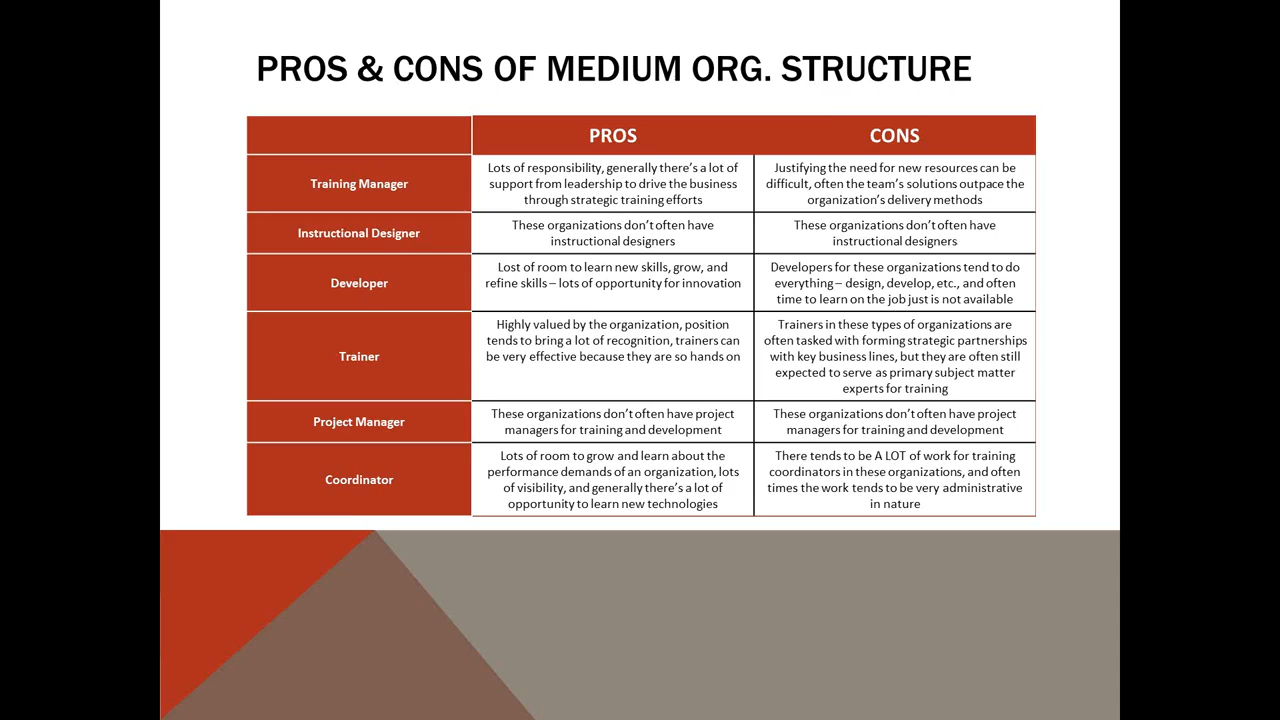 PROS & CONS OF MEDIUM ORG. STRUCTURE
PROS
CONS
Training Manager
Lots of responsibility, generally there's a lot of
support from leadership to drive the business
through strategic training efforts
Justifying the need for new resources can be
difficult, often the team's solutions outpace the
organization's delivery methods
Instructional Designer
These organizations don't often have
instructional designers
These organizations don't often have
instructional designers
Developer
Lost of room to learn new skills, grow, and
refine skills – lots of opportunity for innovation
Developers for these organizations tend to do
everything – design, develop, etc., and often
time to learn on the job just is not available
Trainer
Highly valued by the organization, position
tends to bring a lot of recognition, trainers can
be very effective because they are so hands on
Trainers in these types of organizations are
often tasked with forming strategic partnerships
with key business lines, but they are often still
expected to serve as primary subject matter
experts for training
Project Manager
These organizations don't often have project
managers for training and development
These organizations don't often have project
managers for training and development
Coordinator
Lots of room to grow and learn about the
performance demands of an organization, lots
of visibility, and generally there's a lot of
opportunity to learn new technologies
There tends to be A LOT of work for training
coordinators in these organizations, and often
times the work tends to be very administrative
in nature